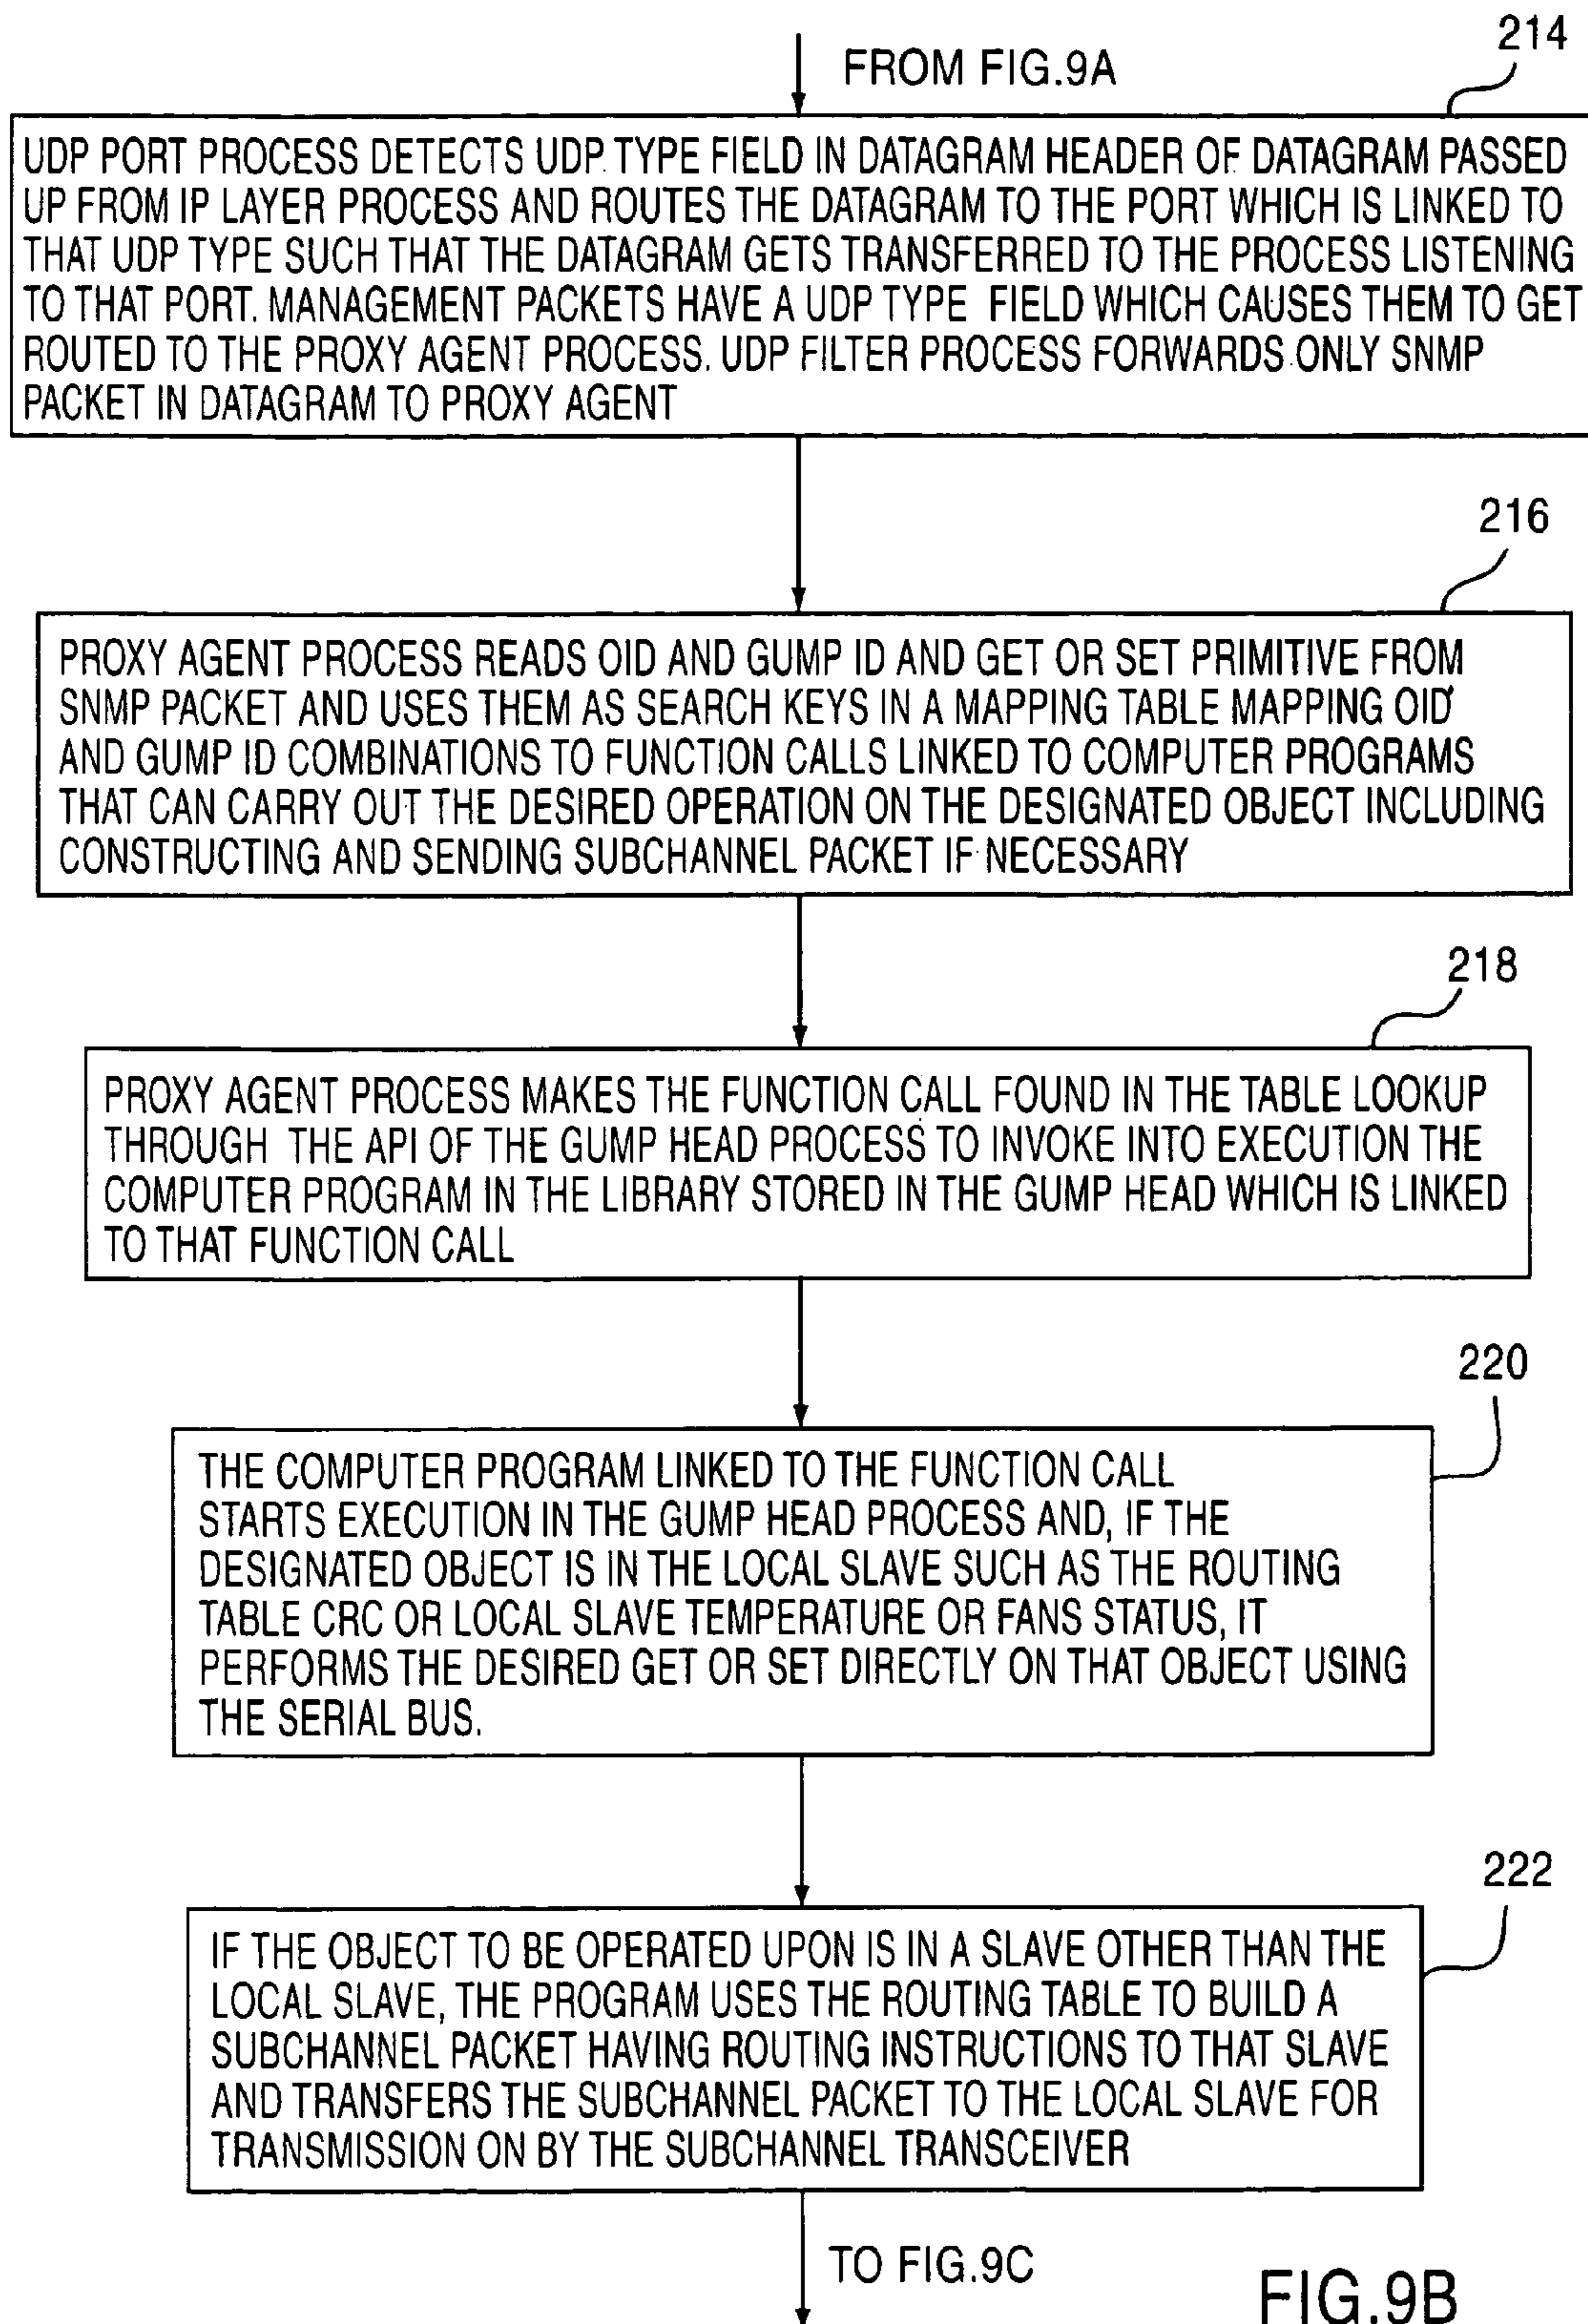 FROM FIG.9A
214
UDP PORT PROCESS DETECTS UDP TYPE FIELD IN DATAGRAM HEADER OF DATAGRAM PASSED
UP FROM IP LAYER PROCESS AND ROUTES THE DATAGRAM TO THE PORT WHICH IS LINKED TO
THAT UDP TYPE SUCH THAT THE DATAGRAM GETS TRANSFERRED TO THE PROCESS LISTENING
TO THAT PORT. MANAGEMENT PACKETS HAVE A UDP TYPE FIELD WHICH CAUSES THEM TO GET
ROUTED TO THE PROXY AGENT PROCESS. UDP FILTER PROCESS FORWARDS ONLY SNMP
PACKET IN DATAGRAM TO PROXY AGENT
216
PROXY AGENT PROCESS READS OID AND GUMP ID AND GET OR SET PRIMITIVE FROM
SNMP PACKET AND USES THEM AS SEARCH KEYS IN A MAPPING TABLE MAPPING OID
AND GUMP ID COMBINATIONS TO FUNCTION CALLS LINKED TO COMPUTER PROGRAMS
THAT CAN CARRY OUT THE DESIRED OPERATION ON THE DESIGNATED OBJECT INCLUDING
CONSTRUCTING AND SENDING SUBCHANNEL PACKET IF NECESSARY
218
PROXY AGENT PROCESS MAKES THE FUNCTION CALL FOUND IN THE TABLE LOOKUP
THROUGH THE API OF THE GUMP HEAD PROCESS TO INVOKE INTO EXECUTION THE
COMPUTER PROGRAM IN THE LIBRARY STORED IN THE GUMP HEAD WHICH IS LINKED
TO THAT FUNCTION CALL
220
THE COMPUTER PROGRAM LINKED TO THE FUNCTION CALL
STARTS EXECUTION IN THE GUMP HEAD PROCESS AND, IF THE
DESIGNATED OBJECT IS IN THE LOCAL SLAVE SUCH AS THE ROUTING
TABLE CRC OR LOCAL SLAVE TEMPERATURE OR FANS STATUS, IT
PERFORMS THE DESIRED GET OR SET DIRECTLY ON THAT OBJECT USING
THE SERIAL BUS.
222
IF THE OBJECT TO BE OPERATED UPON IS IN A SLAVE OTHER THAN THE
LOCAL SLAVE, THE PROGRAM USES THE ROUTING TABLE TO BUILD A
SUBCHANNEL PACKET HAVING ROUTING INSTRUCTIONS TO THAT SLAVE
AND TRANSFERS THE SUBCHANNEL PACKET TO THE LOCAL SLAVE FOR
TRANSMISSION ON BY THE SUBCHANNEL TRANSCEIVER
TO FIG.9C
FIG.9B